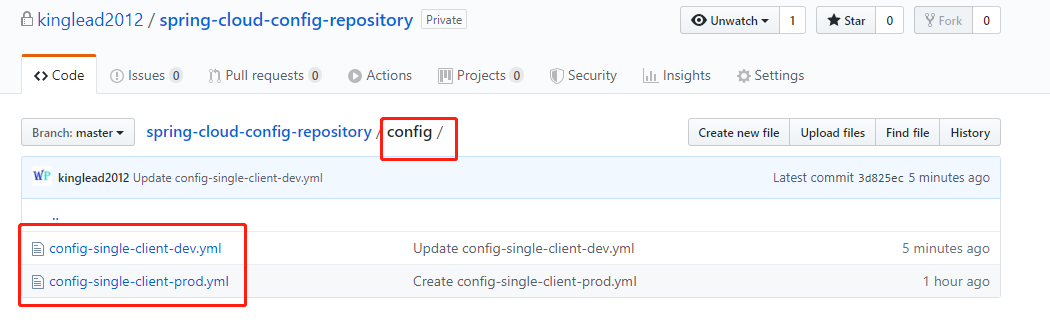 kinglead2012 / spring-cloud-config-repository Private Unwatch 1 Star 0 Fork 0
Code Issues 0 Pull requests 0 Actions Projects 0 Security Insights Settings
Branch: master spring-cloud-config-repository / config / Create new file Upload files Find file History
WP kinglead2012 Update config-single-client-dev.yml Latest commit 3d825ec 5 minutes ago
..
config-single-client-dev.yml Update config-single-client-dev.yml 5 minutes ago
config-single-client-prod.yml Create config-single-client-prod.yml 1 hour ago